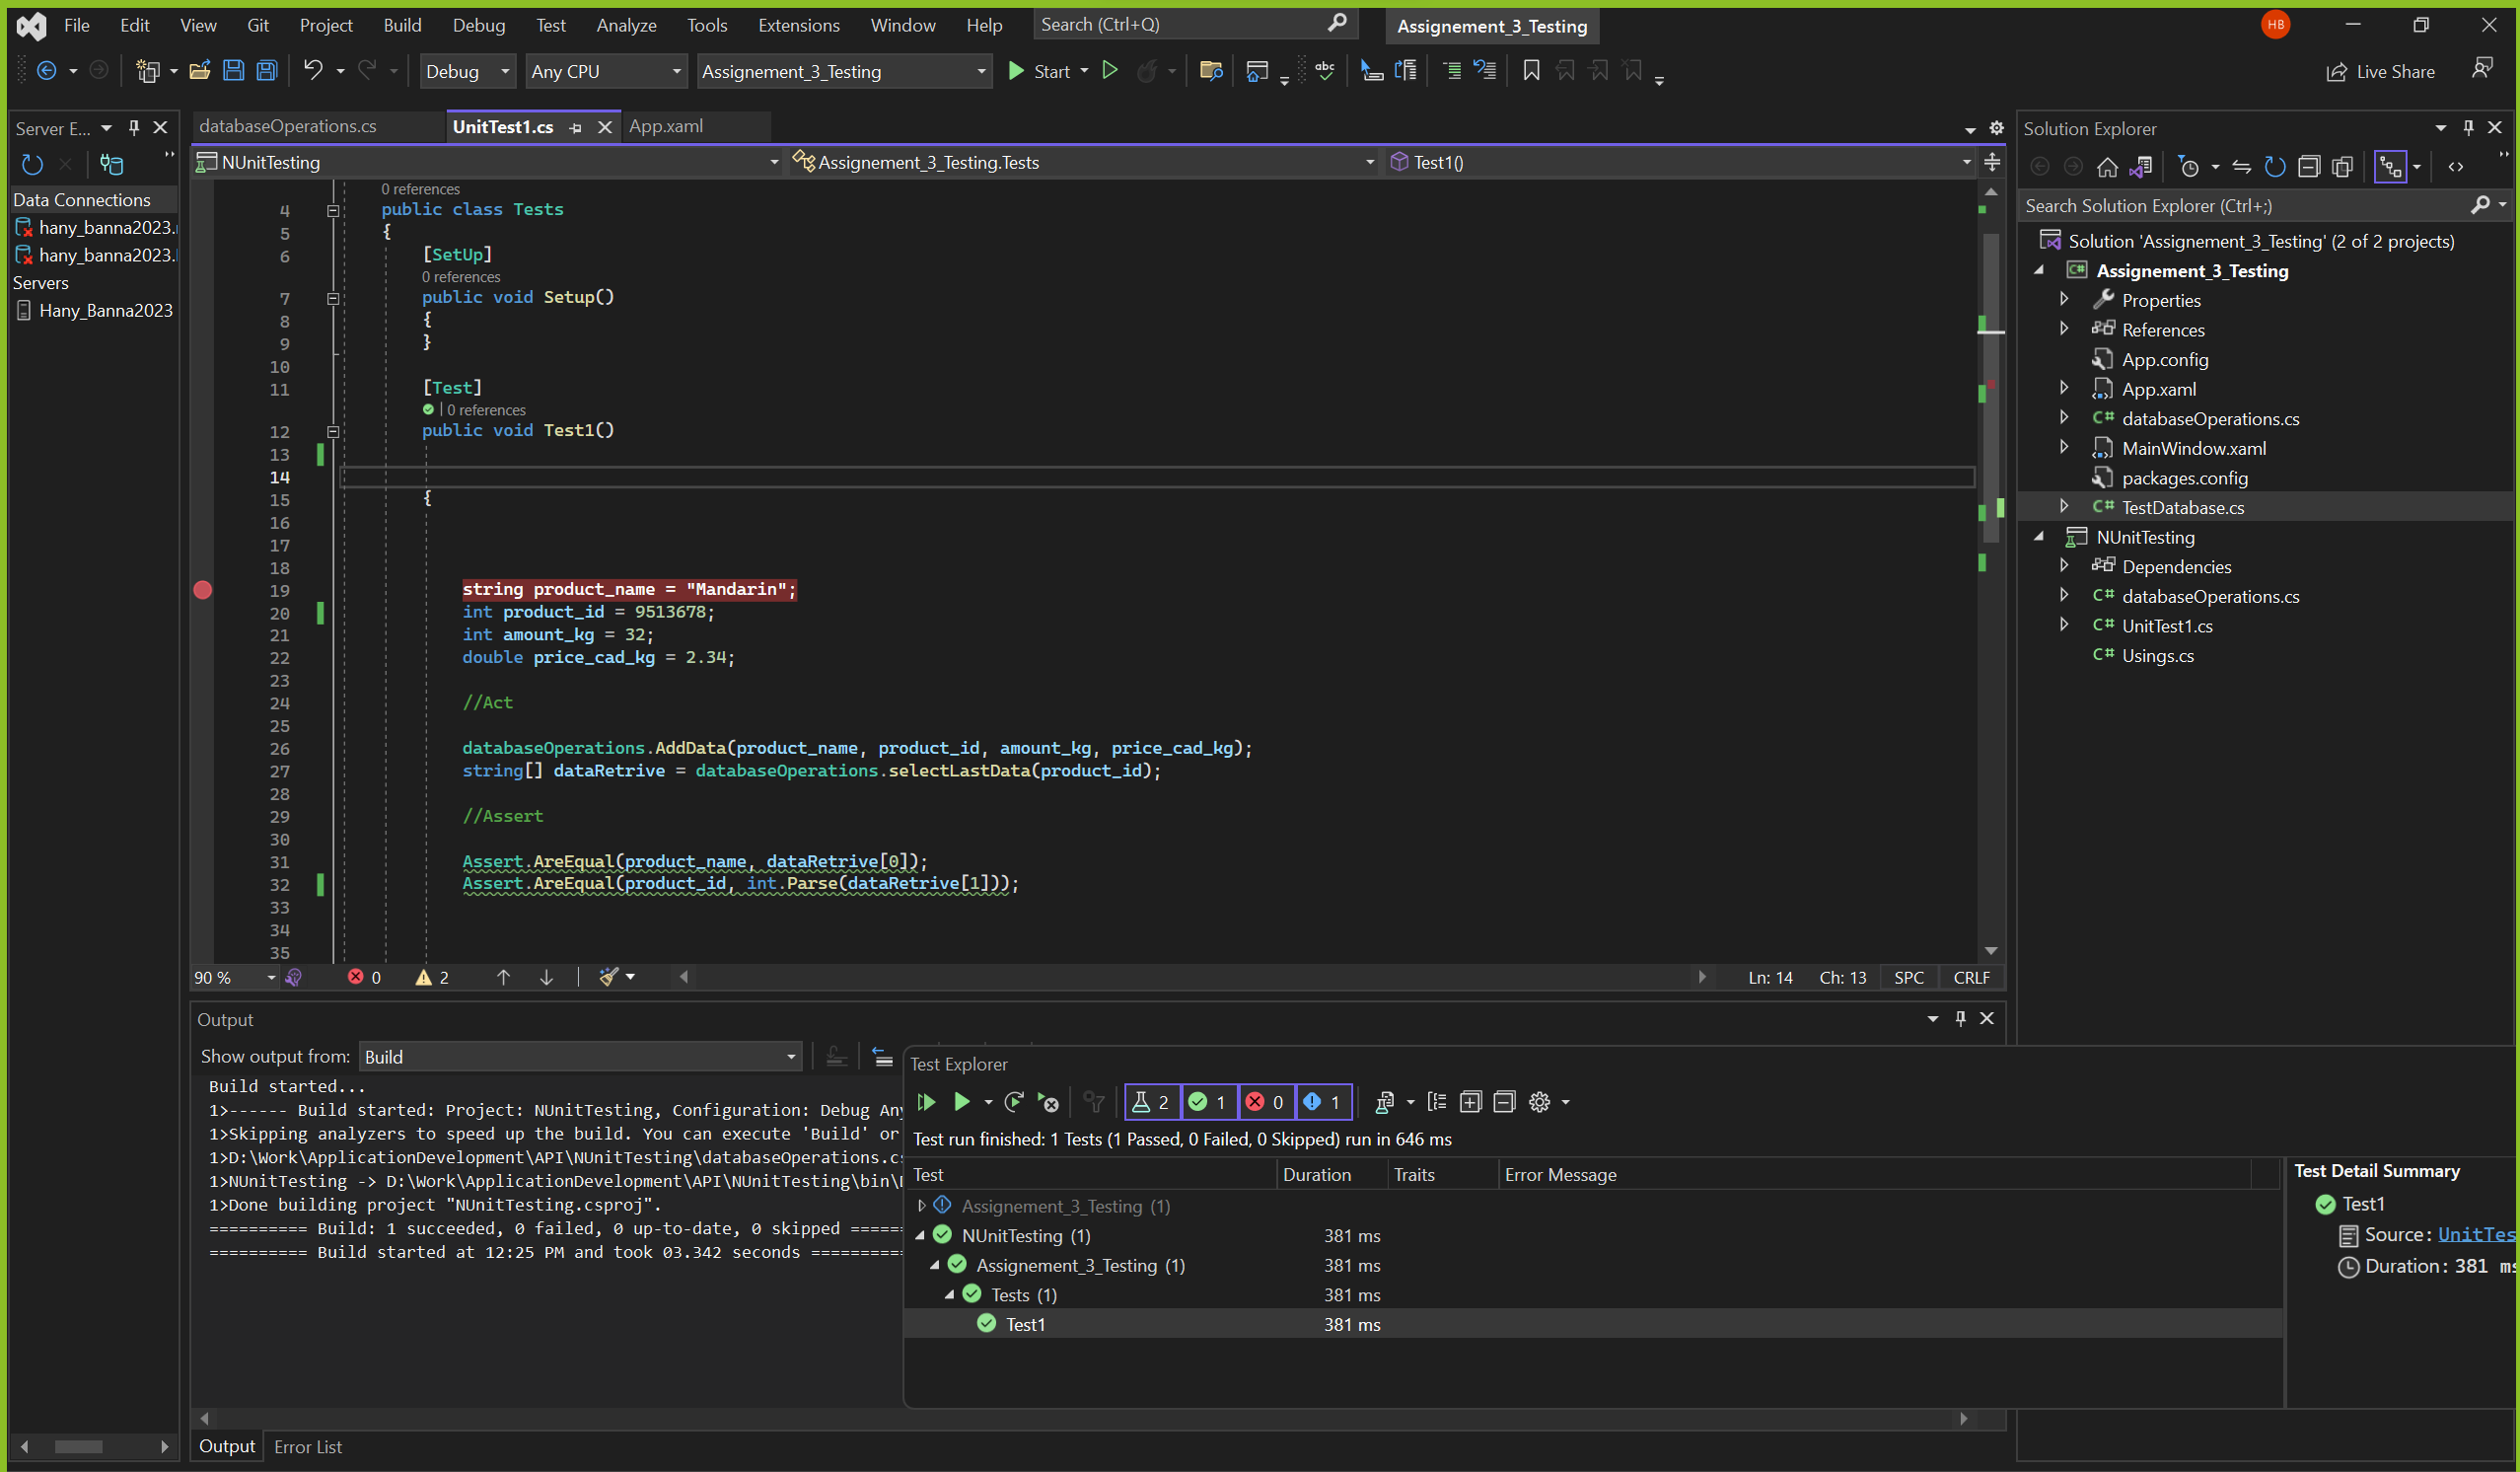 File Edit View Git Project Build Debug Test Analyze Tools Extensions Window Help Search (Ctrl+Q) Assignement_3_Testing HB
Debug Any CPU Assignement_3_Testing Start abc Live Share
Server E...
Data Connections
hany_banna2023.
hany_banna2023.
Servers
Hany_Banna2023
databaseOperations.cs UnitTest1.cs App.xaml
NUnitTesting Assignement_3_Testing.Tests Test1()
0 references
4 public class Tests
5 {
6 [SetUp]
0 references
7 public void Setup()
8 {
9 }
10
11 [Test]
| 0 references
12 public void Test1()
13
14
15 {
16
17
18
19 string product_name = "Mandarin";
20 int product_id = 9513678;
21 int amount_kg = 32;
22 double price_cad_kg = 2.34;
23
24 //Act
25
26 databaseOperations.AddData(product_name, product_id, amount_kg, price_cad_kg);
27 string[] dataRetrive = databaseOperations.selectLastData(product_id);
28
29 //Assert
30
31 Assert.AreEqual(product_name, dataRetrive[0]);
32 Assert.AreEqual(product_id, int.Parse(dataRetrive[1]));
33
34
35
90 % 0 2 Ln: 14 Ch: 13 SPC CRLF
Solution Explorer
Search Solution Explorer (Ctrl+;)
Solution 'Assignement_3_Testing' (2 of 2 projects)
C# Assignement_3_Testing
Properties
References
App.config
App.xaml
C# databaseOperations.cs
MainWindow.xaml
packages.config
C# TestDatabase.cs
NUnitTesting
Dependencies
C# databaseOperations.cs
C# UnitTest1.cs
C# Usings.cs
Output
Show output from: Build
Build started...
1>------ Build started: Project: NUnitTesting, Configuration: Debug Any
1>Skipping analyzers to speed up the build. You can execute 'Build' or
1>D:\Work\ApplicationDevelopment\API\NUnitTesting\databaseOperations.cs
1>NUnitTesting -> D:\Work\ApplicationDevelopment\API\NUnitTesting\bin\
1>Done building project "NUnitTesting.csproj".
========== Build: 1 succeeded, 0 failed, 0 up-to-date, 0 skipped ======
========== Build started at 12:25 PM and took 03.342 seconds ==========
Output Error List
Test Explorer
2 1 0 1
Test run finished: 1 Tests (1 Passed, 0 Failed, 0 Skipped) run in 646 ms
Test Duration Traits Error Message
Assignement_3_Testing (1)
NUnitTesting (1) 381 ms
Assignement_3_Testing (1) 381 ms
Tests (1) 381 ms
Test1 381 ms
Test Detail Summary
Test1
Source: UnitTes
Duration: 381 ms